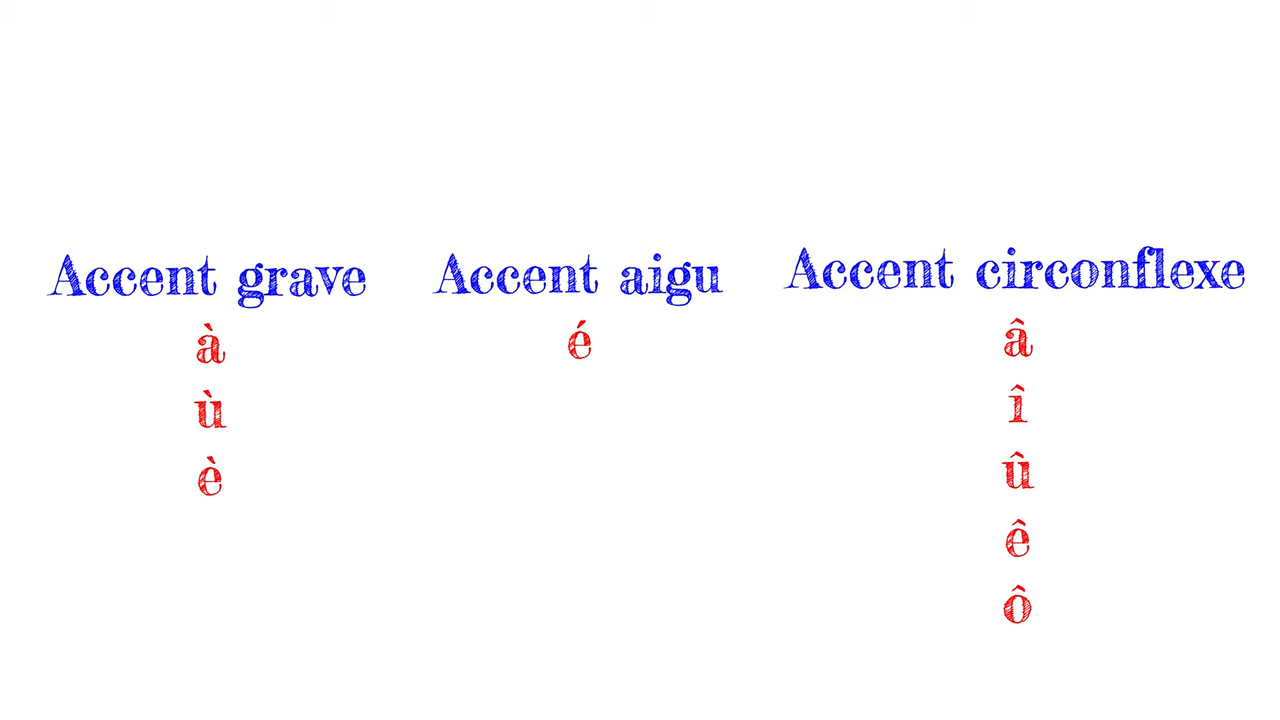 Accent grave
à
ù
è
Accent aigu
é
Accent circonflexe
â
î
û
ê
ô